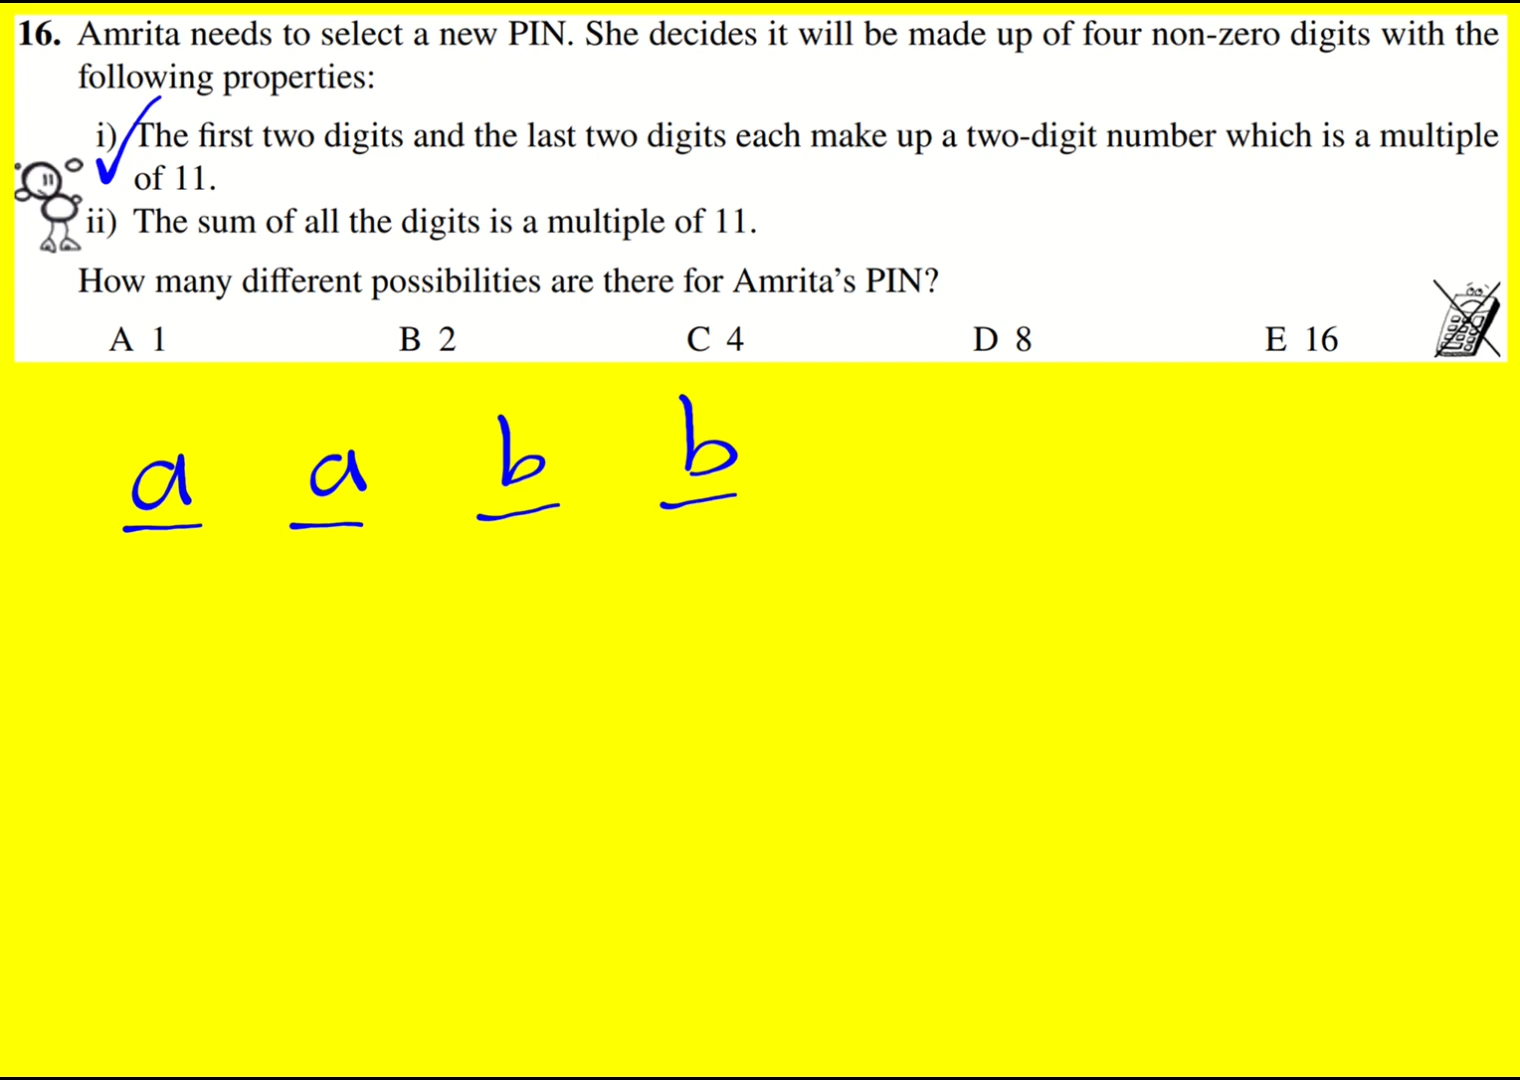 16. Amrita needs to select a new PIN. She decides it will be made up of four non-zero digits with the
following properties:
i) The first two digits and the last two digits each make up a two-digit number which is a multiple
of 11.
ii) The sum of all the digits is a multiple of 11.
How many different possibilities are there for Amrita's PIN?
A 1 B 2 C 4 D 8 E 16
a a b b